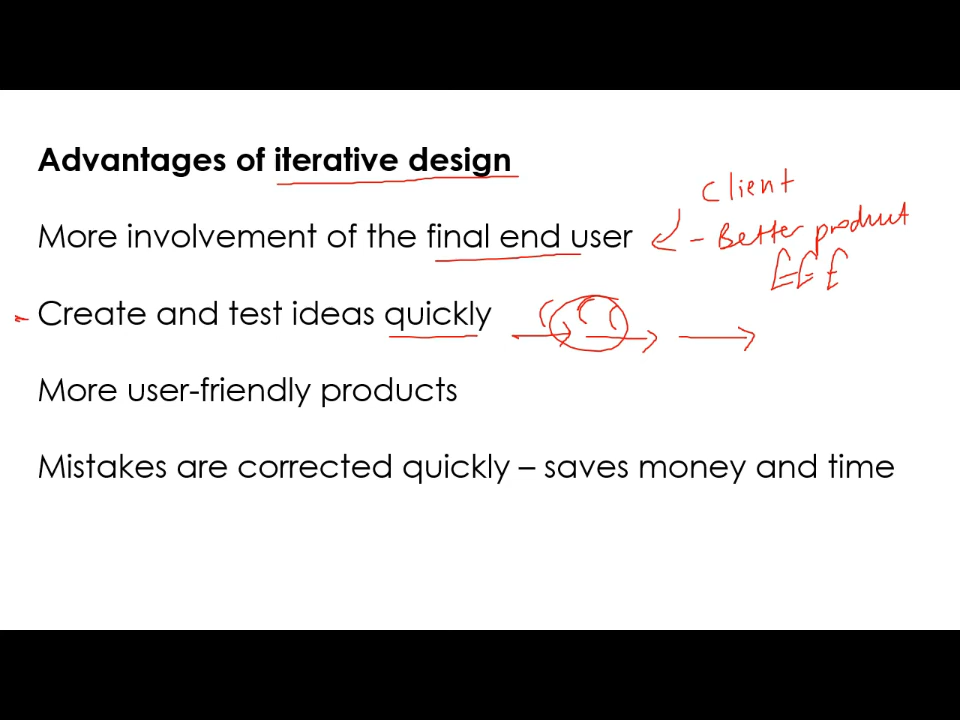 Advantages of iterative design
Client
More involvement of the final end user
- Better product
£££
Create and test ideas quickly
More user-friendly products
Mistakes are corrected quickly – saves money and time